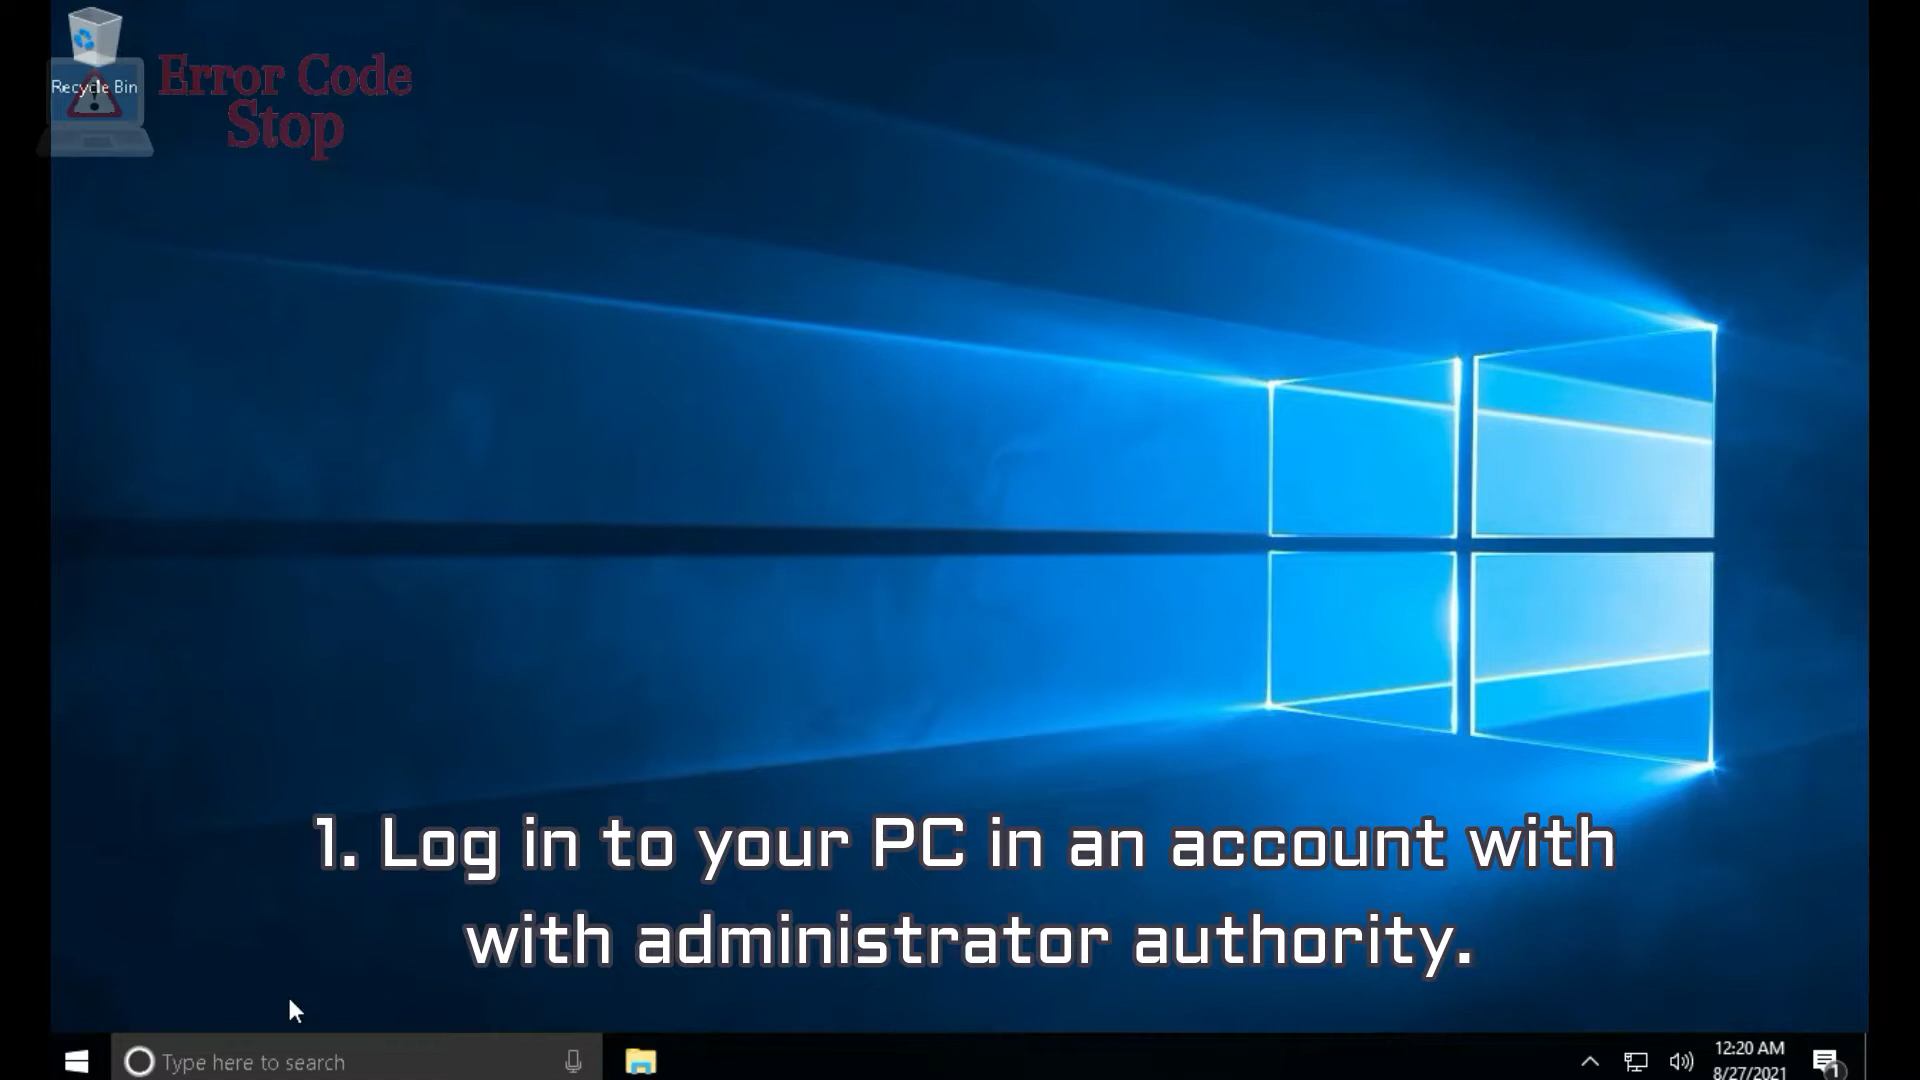 Recycle Bin
Error Code
Stop
1. Log in to your PC in an account with
with administrator authority.
Type here to search
12:20 AM
8/27/2021
1